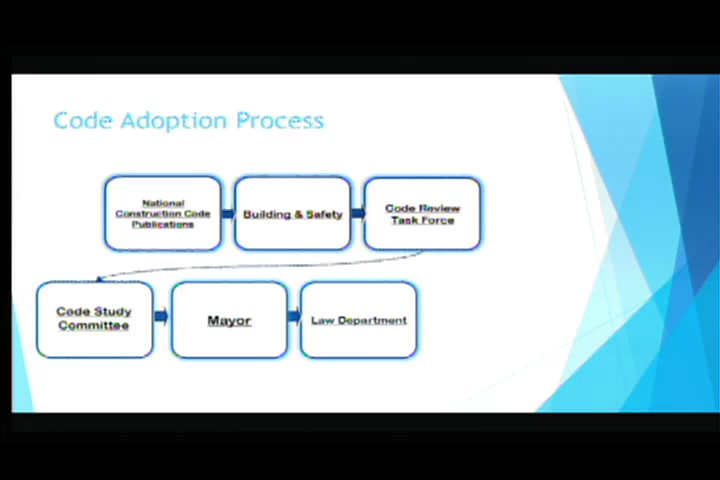 Code Adoption Process
National
Construction Code
Publications
Building & Safety
Code Review
Task Force
Code Study
Committee
Mayor
Law Department